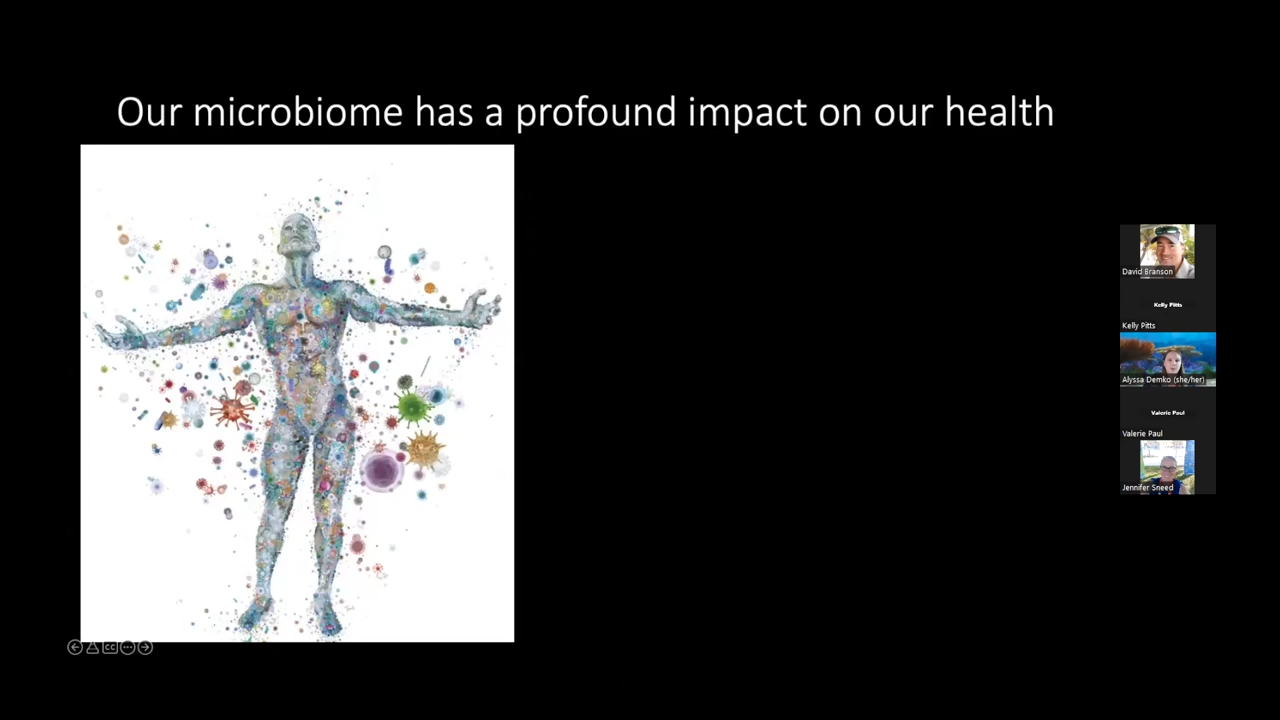 Our microbiome has a profound impact on our health
David Branson
Kelly Pitts
Kelly Pitts
Alyssa Demko (she/her)
Valerie Paul
Valerie Paul
Jennifer Sneed
CC